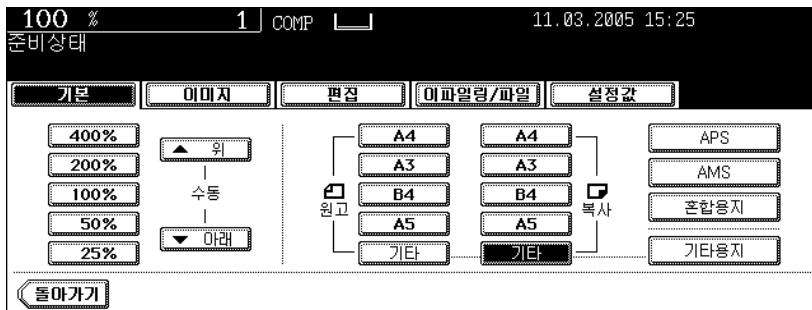 100 % 1 COMP 11.03.2005 15:25
준비상태
기본 이미지 편집 이파일링/파일 설정값
400% ▲ 위 A4 A4 APS
200% A3 A3 AMS
100% 수동 원고 B4 B4 복사 혼합용지
50% A5 A5
25% ▼ 아래 기타 기타 기타용지
돌아가기